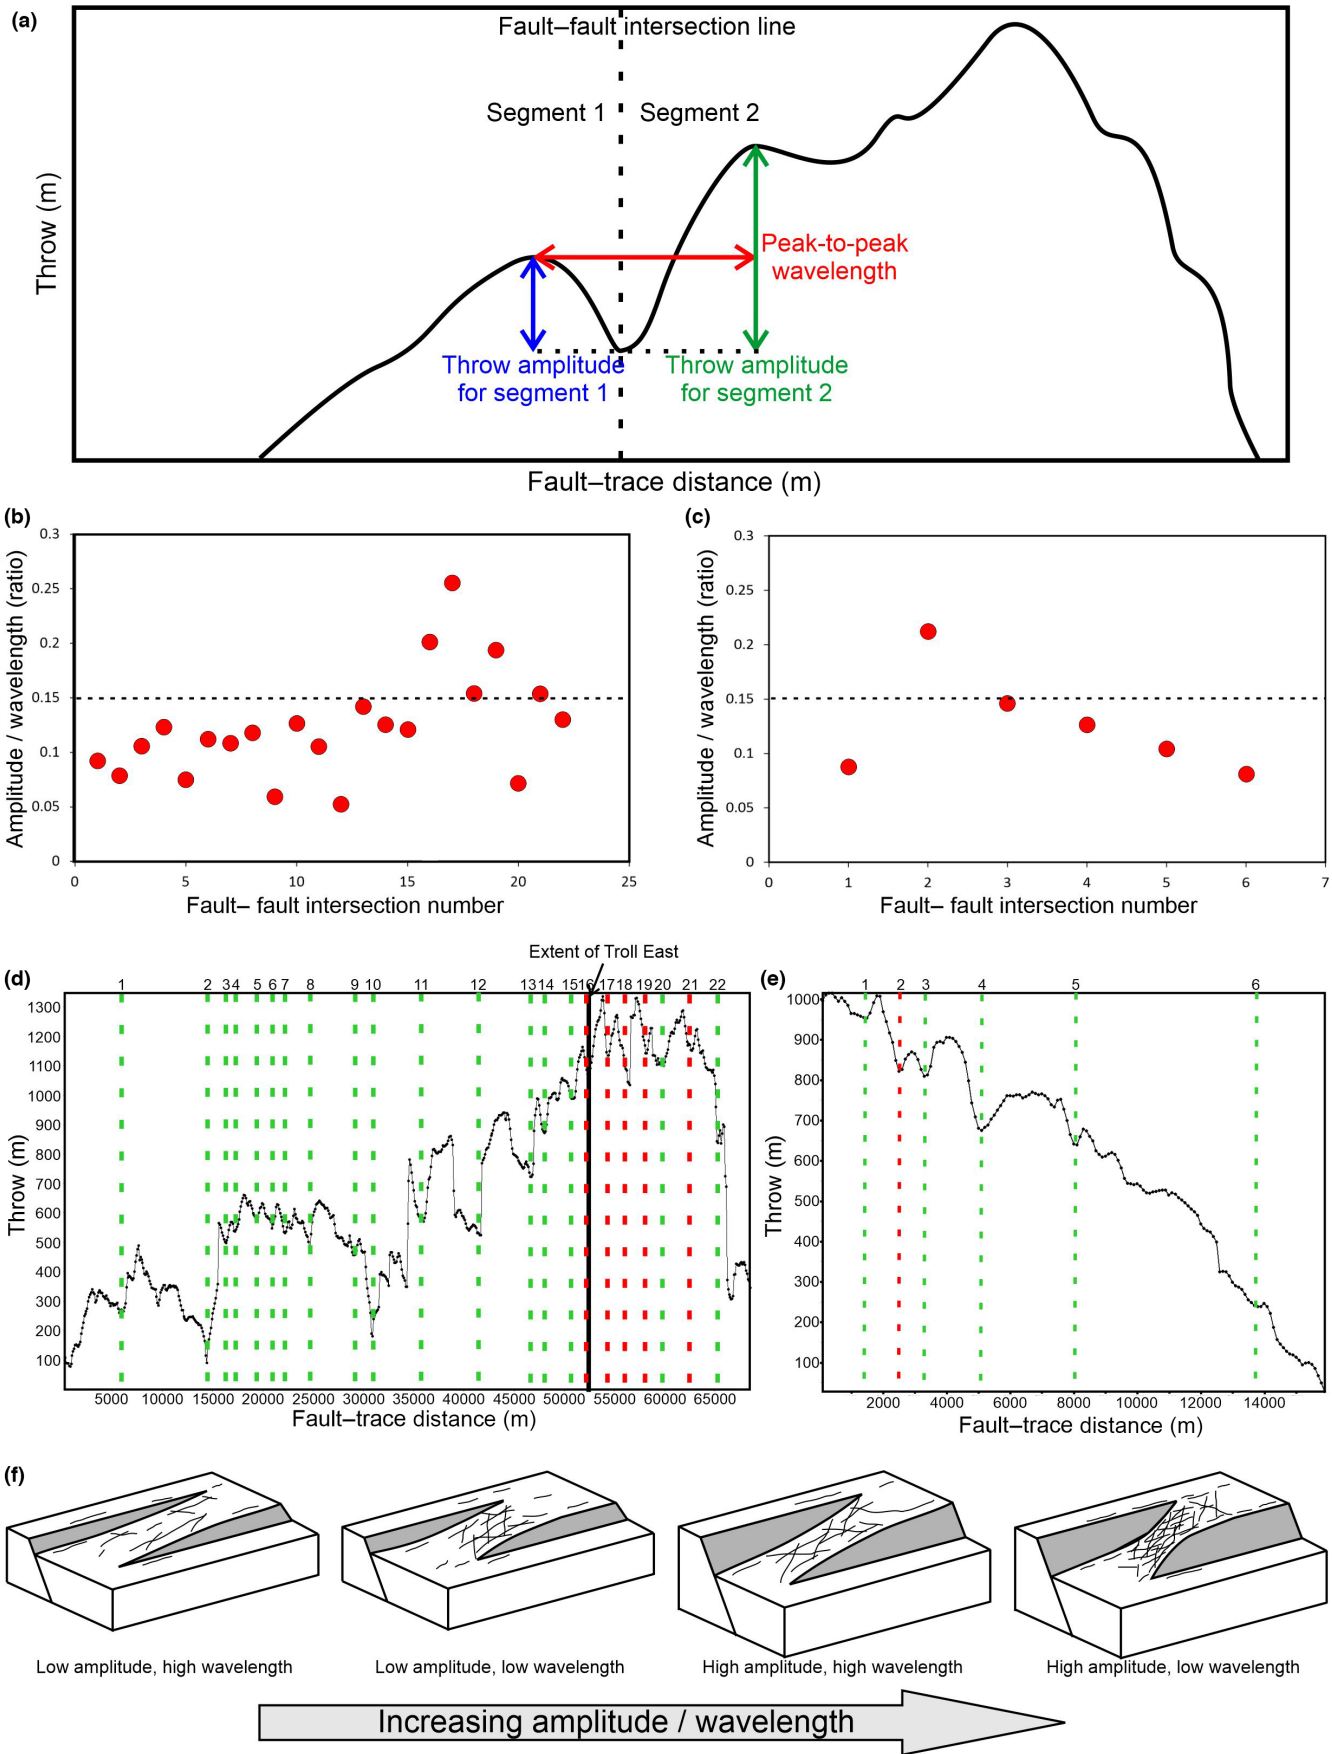 (a)
Fault–fault intersection line
Segment 1
Segment 2
Throw (m)
Peak-to-peak
wavelength
Throw amplitude
for segment 1
Throw amplitude
for segment 2
Fault–trace distance (m)
(b)
0.3
0.25
0.2
0.15
0.1
0.05
0
Amplitude / wavelength (ratio)
0 5 10 15 20 25
Fault– fault intersection number
(c)
0.3
0.25
0.2
0.15
0.1
0.05
0
Amplitude / wavelength (ratio)
0 1 2 3 4 5 6 7
Fault– fault intersection number
Extent of Troll East
(d)
1 2 3 4 5 6 7 8 9 10 11 12 13 14 15 16 17 18 19 20 21 22
1300
1200
1100
1000
900
800
700
600
500
400
300
200
100
Throw (m)
5000 10000 15000 20000 25000 30000 35000 40000 45000 50000 55000 60000 65000
Fault–trace distance (m)
(e)
1 2 3 4 5 6
1000
900
800
700
600
500
400
300
200
100
Throw (m)
2000 4000 6000 8000 10000 12000 14000
Fault–trace distance (m)
(f)
Low amplitude, high wavelength
Low amplitude, low wavelength
High amplitude, high wavelength
High amplitude, low wavelength
Increasing amplitude / wavelength